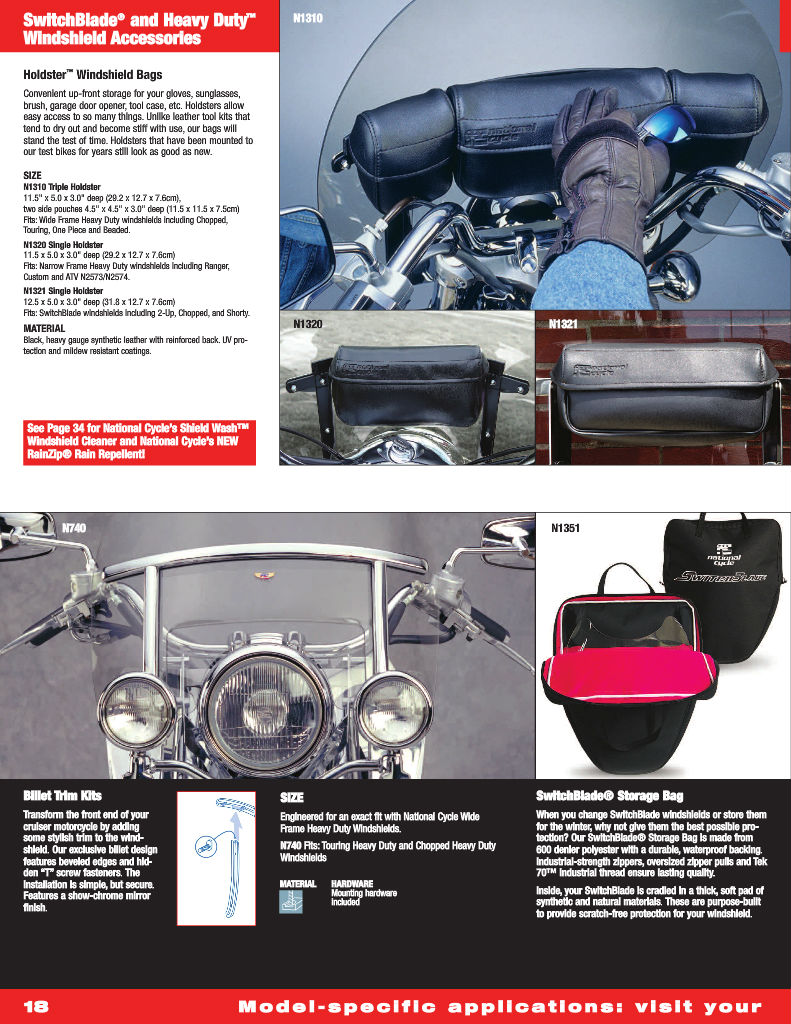 SwitchBlade® and Heavy Duty™
Windshield Accessories
Holdster™ Windshield Bags
Convenient up-front storage for your gloves, sunglasses,
brush, garage door opener, tool case, etc. Holdsters allow
easy access to so many things. Unlike leather tool kits that
tend to dry out and become stiff with use, our bags will
stand the test of time. Holdsters that have been mounted to
our test bikes for years still look as good as new.
SIZE
N1310 Triple Holdster
11.5" x 5.0 x 3.0" deep (29.2 x 12.7 x 7.6cm),
two side pouches 4.5" x 4.5" x 3.0" deep (11.5 x 11.5 x 7.5cm)
Fits: Wide Frame Heavy Duty windshields including Chopped,
Touring, One Piece and Beaded.
N1320 Single Holdster
11.5 x 5.0 x 3.0" deep (29.2 x 12.7 x 7.6cm)
Fits: Narrow Frame Heavy Duty windshields including Ranger,
Custom and ATV N2573/N2574.
N1321 Single Holdster
12.5 x 5.0 x 3.0" deep (31.8 x 12.7 x 7.6cm)
Fits: SwitchBlade windshields including 2-Up, Chopped, and Shorty.
MATERIAL
Black, heavy gauge synthetic leather with reinforced back. UV pro-
tection and mildew resistant coatings.
See Page 34 for National Cycle's Shield Wash™
Windshield Cleaner and National Cycle's NEW
RainZip® Rain Repellent!
N1310
national
cycle
N1320
N1321
national
cycle
N740
N1351
national
cycle
SWITCHBLADE
Billet Trim Kits
Transform the front end of your
cruiser motorcycle by adding
some stylish trim to the wind-
shield. Our exclusive billet design
features beveled edges and hid-
den "T" screw fasteners. The
installation is simple, but secure.
Features a show-chrome mirror
finish.
SIZE
Engineered for an exact fit with National Cycle Wide
Frame Heavy Duty Windshields.
N740 Fits: Touring Heavy Duty and Chopped Heavy Duty
Windshields
MATERIAL
HARDWARE
Mounting hardware
included
SwitchBlade® Storage Bag
When you change SwitchBlade windshields or store them
for the winter, why not give them the best possible pro-
tection? Our SwitchBlade® Storage Bag is made from
600 denier polyester with a durable, waterproof backing.
Industrial-strength zippers, oversized zipper pulls and Tek
70™ industrial thread ensure lasting quality.
Inside, your SwitchBlade is cradled in a thick, soft pad of
synthetic and natural materials. These are purpose-built
to provide scratch-free protection for your windshield.
18
Model-specific applications: visit your